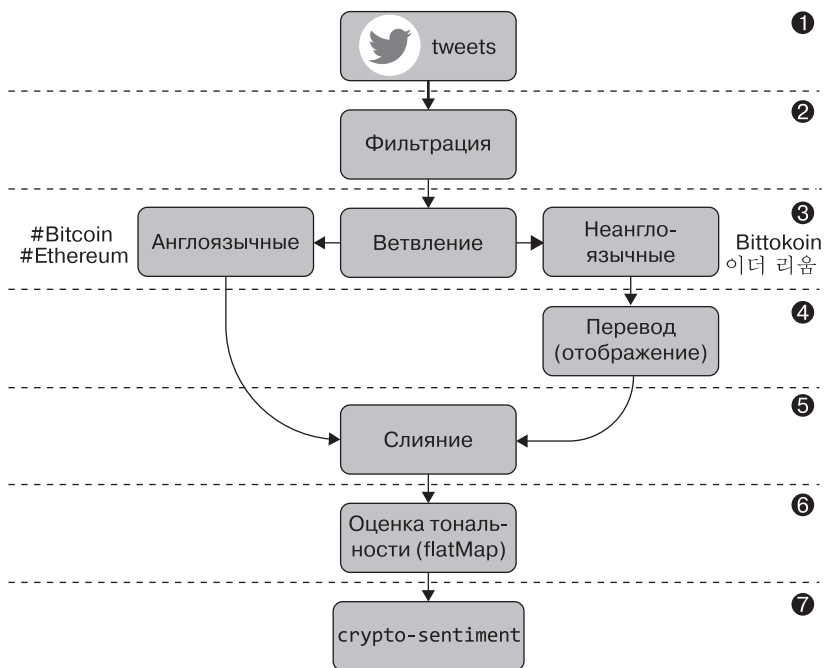 tweets
1
Фильтрация
2
#Bitcoin
#Ethereum
Англоязычные
Ветвление
Неангло-
язычные
Bittokoin
이더 리움
3
Перевод
(отображение)
4
Слияние
5
Оценка тональ-
ности (flatMap)
6
crypto-sentiment
7